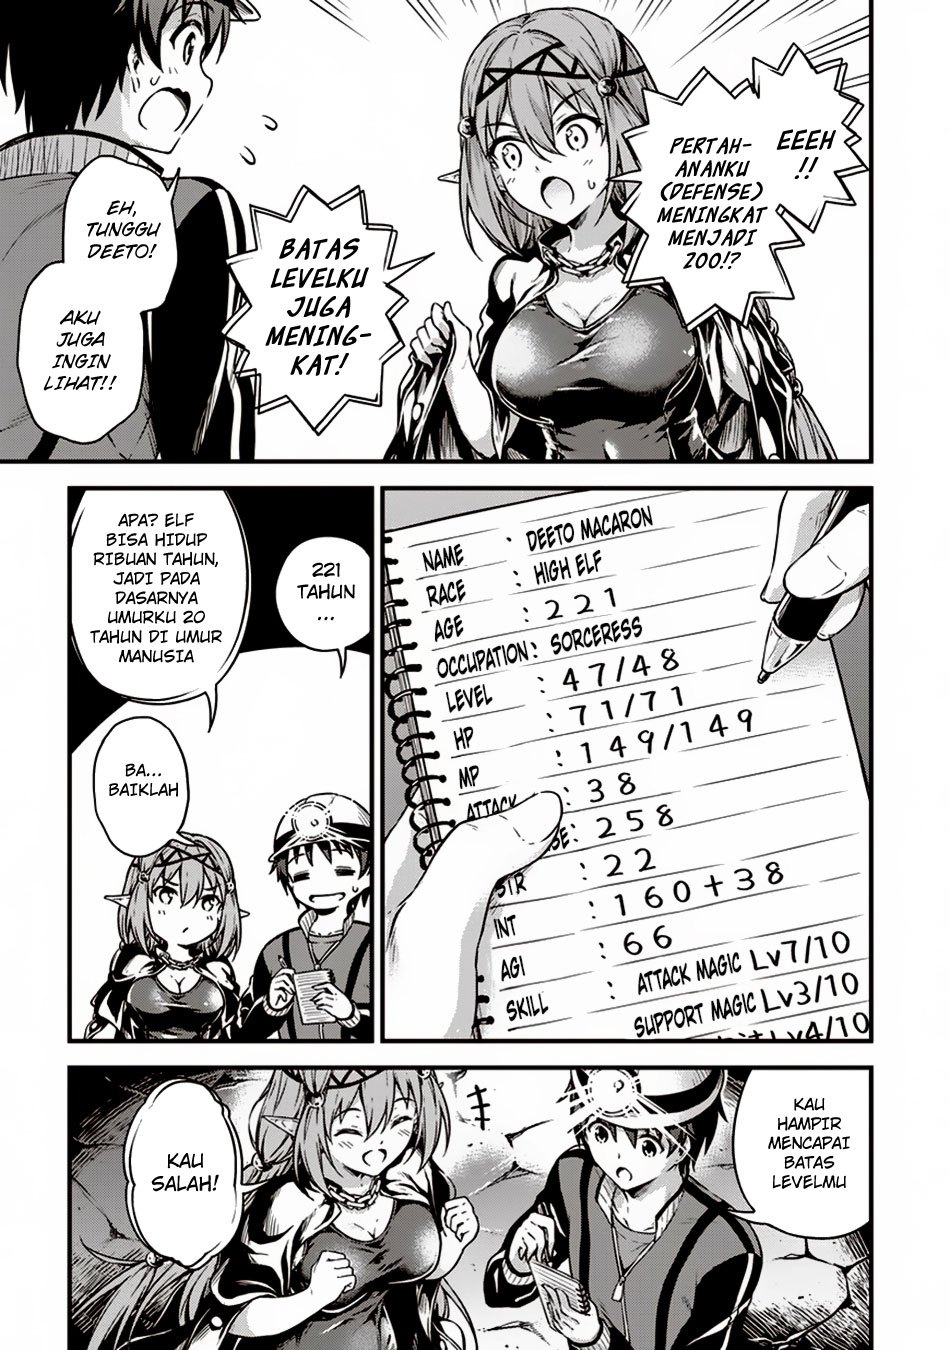 EEEH
!!
PERTAH-
ANANKU
(DEFENSE)
MENINGKAT
MENJADI
200!?
BATAS
LEVELKU
JUGA
MENING-
KAT!
EH,
TUNGGU
DEETO!
AKU
JUGA
INGIN
LIHAT!!
NAME : DEETO MACARON
RACE : HIGH ELF
AGE : 221
OCCUPATION: SORCERESS
LEVEL : 47/48
HP : 71/71
MP : 149/149
ATTACK : 38
SE: 258
STR : 22
INT : 160+38
AGI : 66
SKILL : ATTACK MAGIC Lv7/10
SUPPORT MAGIC Lv3/10
Lv4/10
221
TAHUN
...
APA? ELF
BISA HIDUP
RIBUAN TAHUN,
JADI PADA
DASARNYA
UMURKU 20
TAHUN DI UMUR
MANUSIA
BA...
BAIKLAH
KAU
HAMPIR
MENCAPAI
BATAS
LEVELMU
KAU
SALAH!